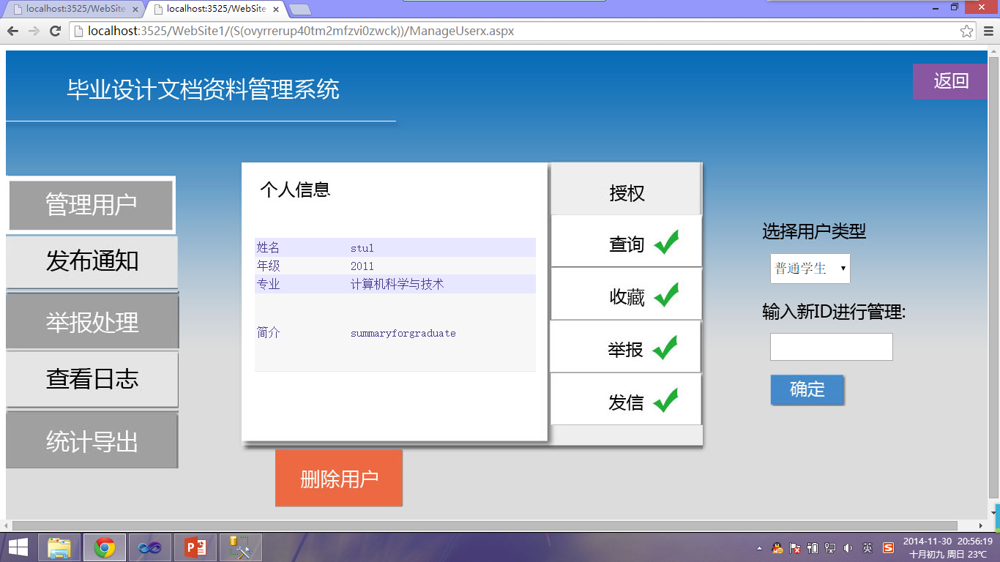 localhost:3525/WebSite
localhost:3525/WebSite
localhost:3525/WebSite1/(S(ovyrrerup40tm2mfzvi0zwck))/ManageUserx.aspx
毕业设计文档资料管理系统
返回
管理用户
发布通知
举报处理
查看日志
统计导出
个人信息
姓名 stu1
年级 2011
专业 计算机科学与技术
简介 summaryforgraduate
授权
查询
收藏
举报
发信
删除用户
选择用户类型
普通学生
输入新ID进行管理:
确定
英
2014-11-30 20:56:19
十月初九 周日 23℃